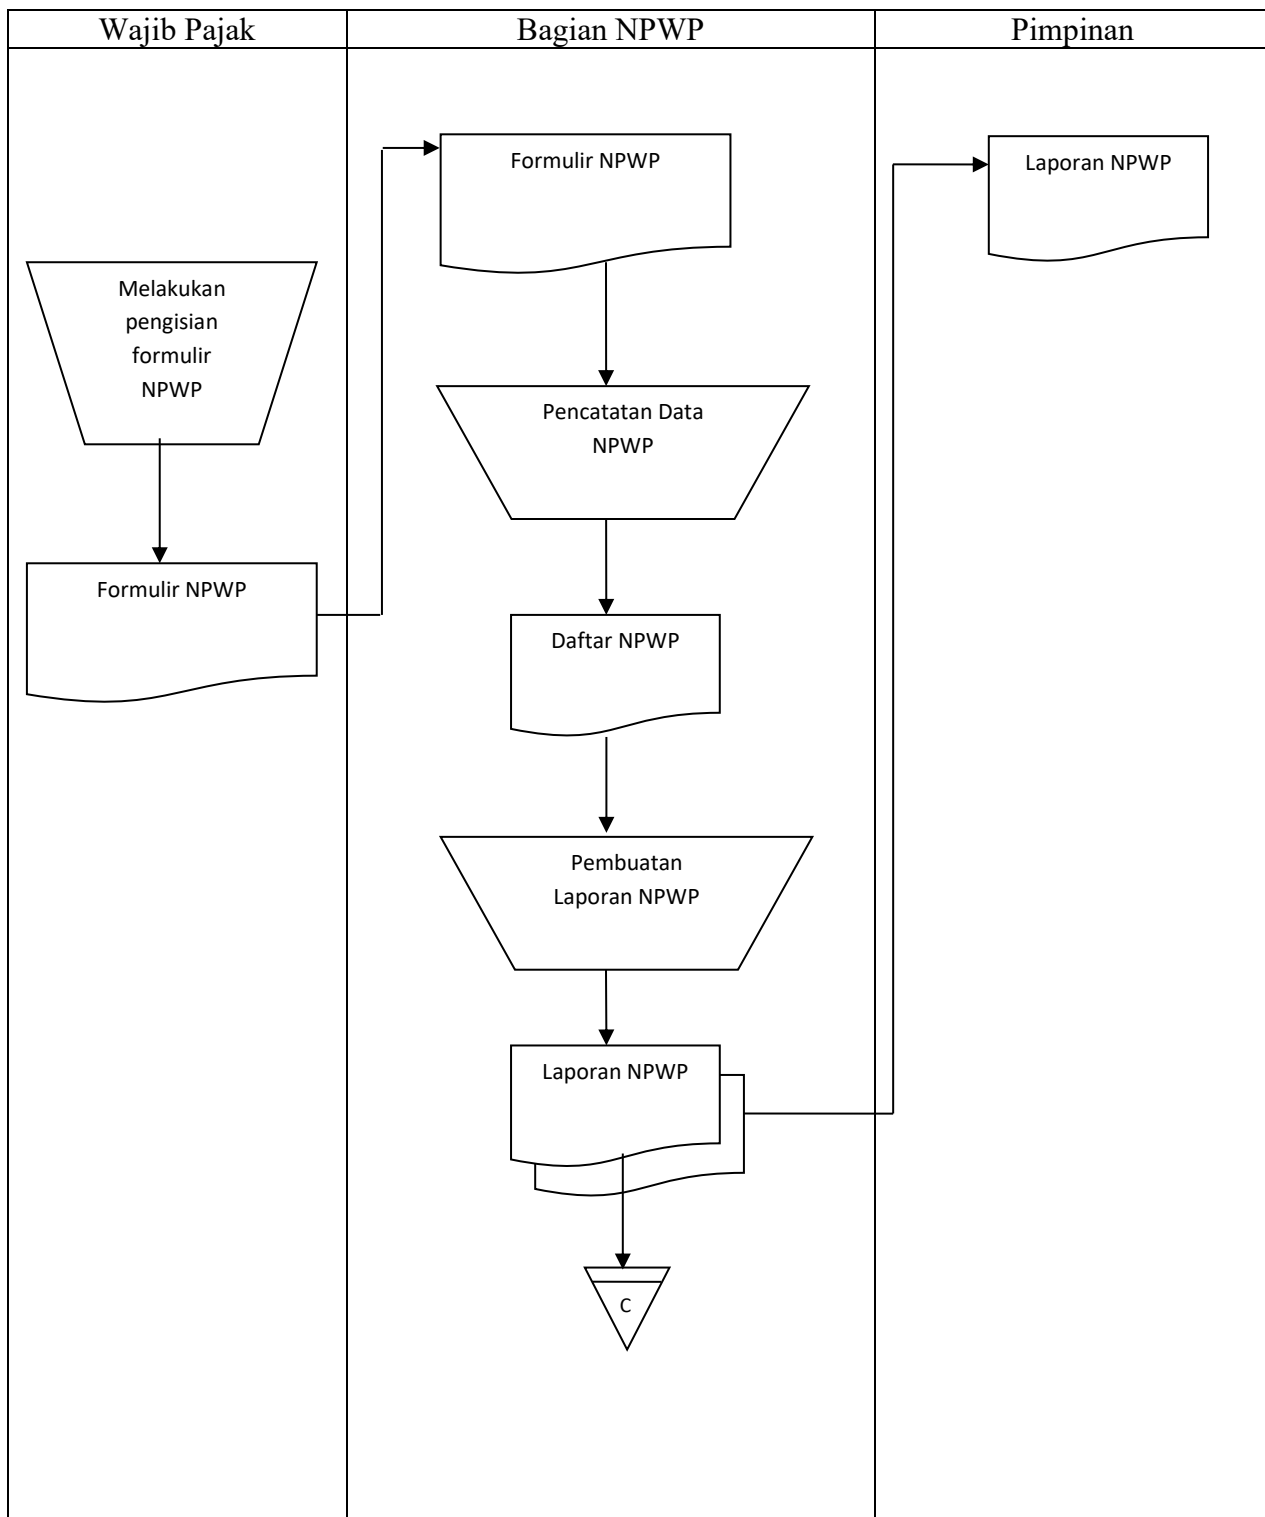 Wajib Pajak
Bagian NPWP
Pimpinan
Melakukan
pengisian
formulir
NPWP
Formulir NPWP
Formulir NPWP
Pencatatan Data
NPWP
Daftar NPWP
Pembuatan
Laporan NPWP
Laporan NPWP
C
Laporan NPWP